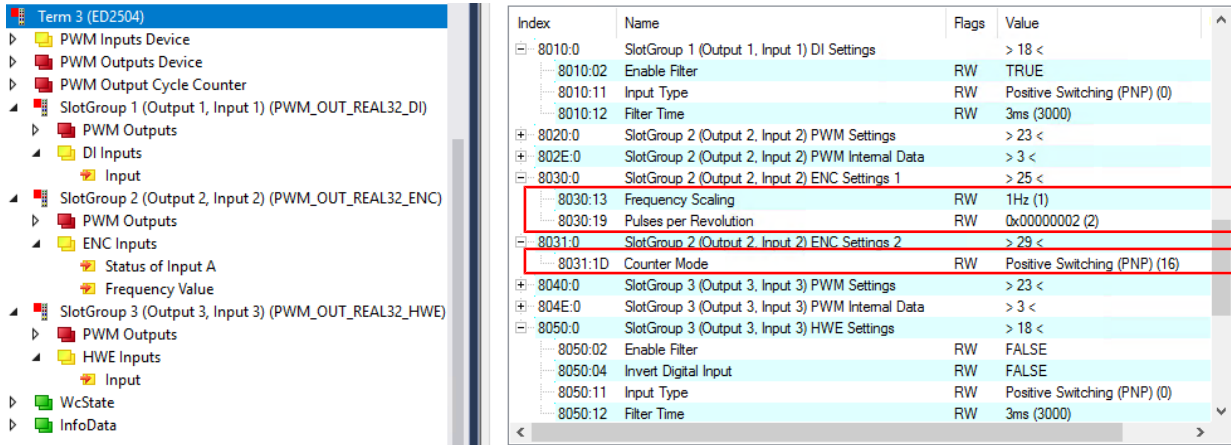 Term 3 (ED2504)
PWM Inputs Device
PWM Outputs Device
PWM Output Cycle Counter
SlotGroup 1 (Output 1, Input 1) (PWM_OUT_REAL32_DI)
PWM Outputs
DI Inputs
Input
SlotGroup 2 (Output 2, Input 2) (PWM_OUT_REAL32_ENC)
PWM Outputs
ENC Inputs
Status of Input A
Frequency Value
SlotGroup 3 (Output 3, Input 3) (PWM_OUT_REAL32_HWE)
PWM Outputs
HWE Inputs
Input
WcState
InfoData
Index Name Flags Value
8010:0 SlotGroup 1 (Output 1, Input 1) DI Settings > 18 <
8010:02 Enable Filter RW TRUE
8010:11 Input Type RW Positive Switching (PNP) (0)
8010:12 Filter Time RW 3ms (3000)
8020:0 SlotGroup 2 (Output 2, Input 2) PWM Settings > 23 <
802E:0 SlotGroup 2 (Output 2, Input 2) PWM Internal Data > 3 <
8030:0 SlotGroup 2 (Output 2, Input 2) ENC Settings 1 > 25 <
8030:13 Frequency Scaling RW 1Hz (1)
8030:19 Pulses per Revolution RW 0x00000002 (2)
8031:0 SlotGroup 2 (Output 2, Input 2) ENC Settings 2 > 29 <
8031:1D Counter Mode RW Positive Switching (PNP) (16)
8040:0 SlotGroup 3 (Output 3, Input 3) PWM Settings > 23 <
804E:0 SlotGroup 3 (Output 3, Input 3) PWM Internal Data > 3 <
8050:0 SlotGroup 3 (Output 3, Input 3) HWE Settings > 18 <
8050:02 Enable Filter RW FALSE
8050:04 Invert Digital Input RW FALSE
8050:11 Input Type RW Positive Switching (PNP) (0)
8050:12 Filter Time RW 3ms (3000)